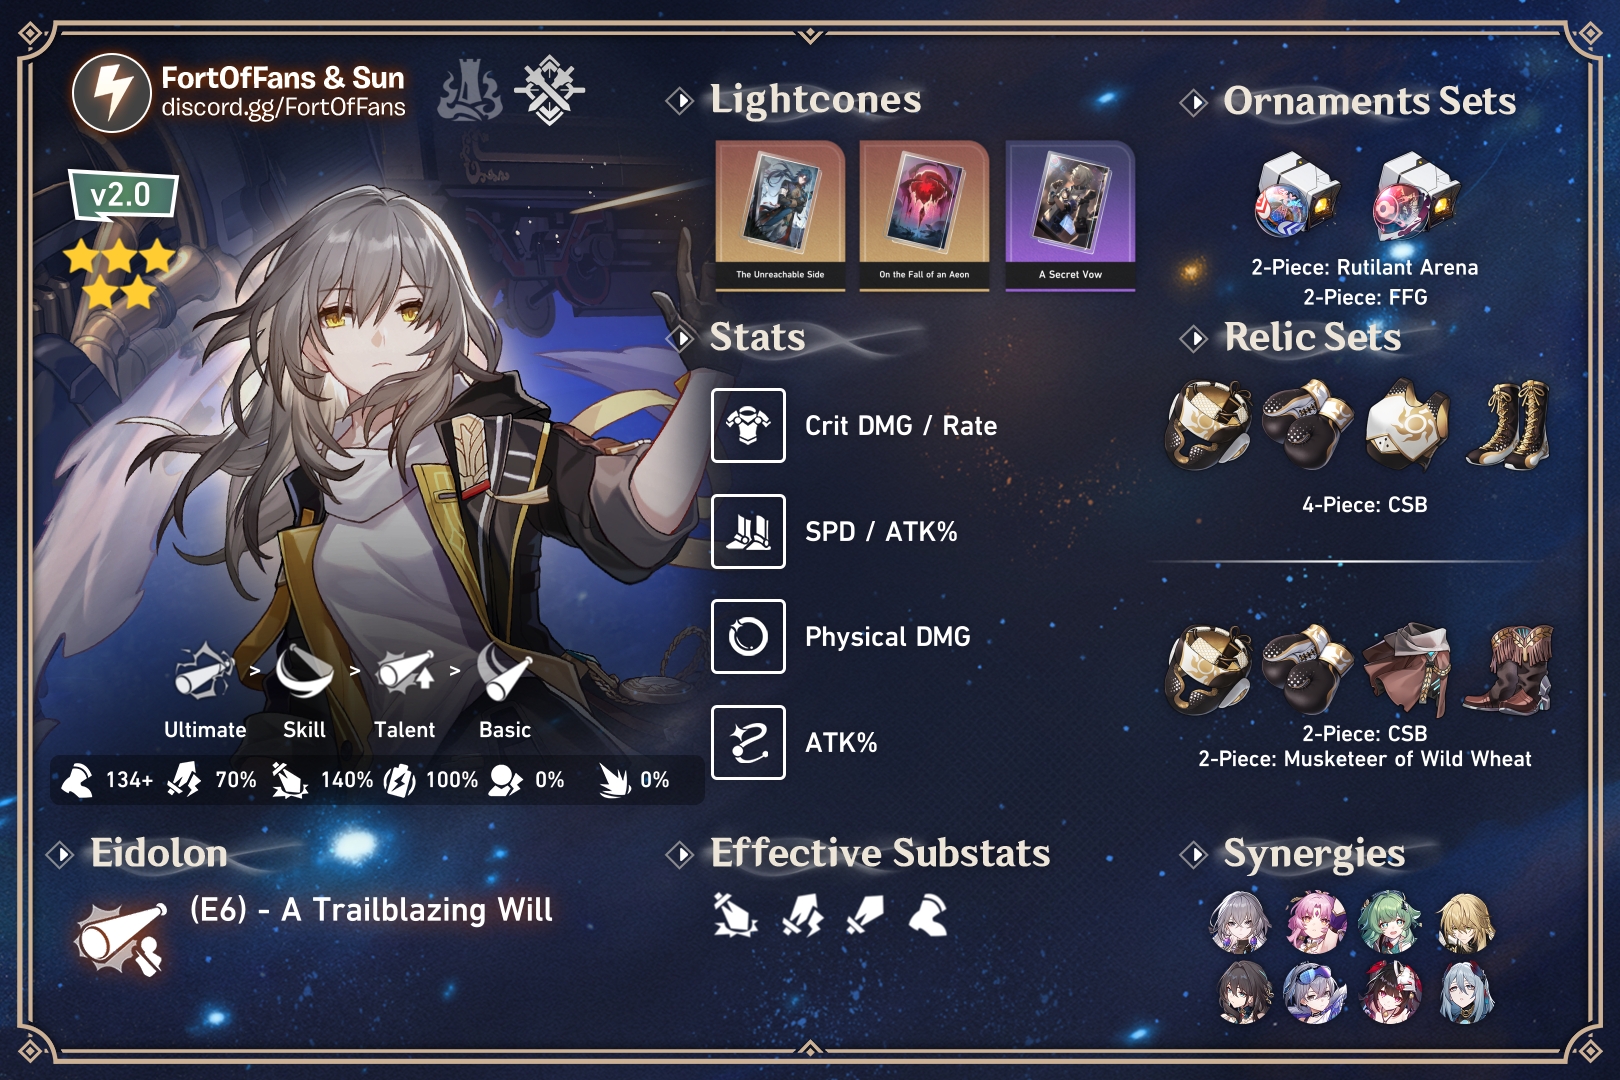 FortOfFans & Sun
discord.gg/FortOfFans
v2.0
Ultimate > Skill > Talent > Basic
134+ 70% 140% 100% 0% 0%
Eidolon
(E6) - A Trailblazing Will
Lightcones
The Unreachable Side
On the Fall of an Aeon
A Secret Vow
Stats
Crit DMG / Rate
SPD / ATK%
Physical DMG
ATK%
Effective Substats
Ornaments Sets
2-Piece: Rutilant Arena
2-Piece: FFG
Relic Sets
4-Piece: CSB
2-Piece: CSB
2-Piece: Musketeer of Wild Wheat
Synergies